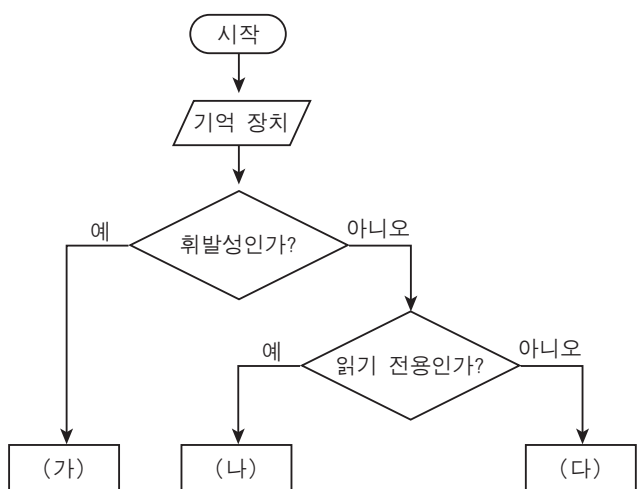 시작
기억 장치
휘발성인가?
예
아니오
읽기 전용인가?
예
아니오
(가)
(나)
(다)